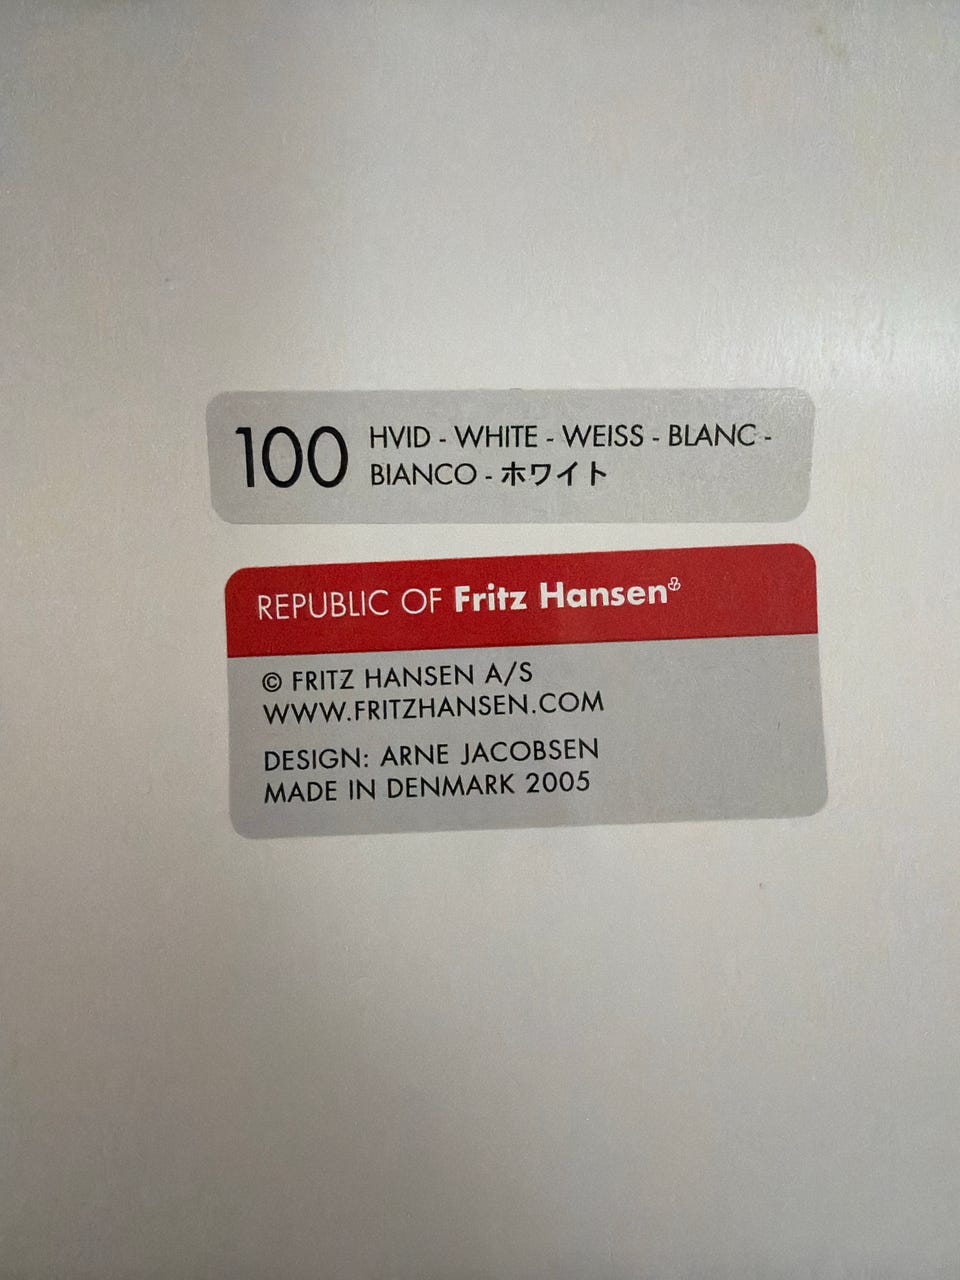 100 HVID - WHITE - WEISS - BLANC -
BIANCO - ホワイト
REPUBLIC OF Fritz Hansen
© FRITZ HANSEN A/S
WWW.FRITZHANSEN.COM
DESIGN: ARNE JACOBSEN
MADE IN DENMARK 2005